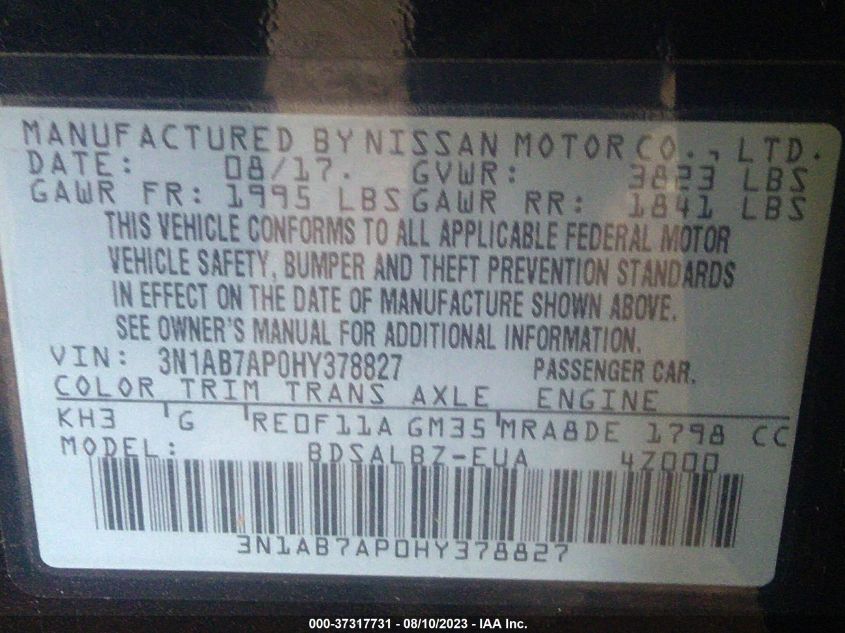 MANUFACTURED BY NISSAN MOTOR CO., LTD.
DATE: 08/17. GVWR: 3823 LBS
GAWR FR: 1995 LBS GAWR RR: 1841 LBS
THIS VEHICLE CONFORMS TO ALL APPLICABLE FEDERAL MOTOR
VEHICLE SAFETY, BUMPER AND THEFT PREVENTION STANDARDS
IN EFFECT ON THE DATE OF MANUFACTURE SHOWN ABOVE.
SEE OWNER'S MANUAL FOR ADDITIONAL INFORMATION.
VIN: 3N1AB7AP0HY378827 PASSENGER CAR.
COLOR TRIM TRANS AXLE ENGINE
KH3 G RE0F11A GM35 MRA8DE 1798 CC
MODEL: BDSALBZ-EUA 4Z000
3N1AB7AP0HY378827
000-37317731 - 08/10/2023 - IAA Inc.